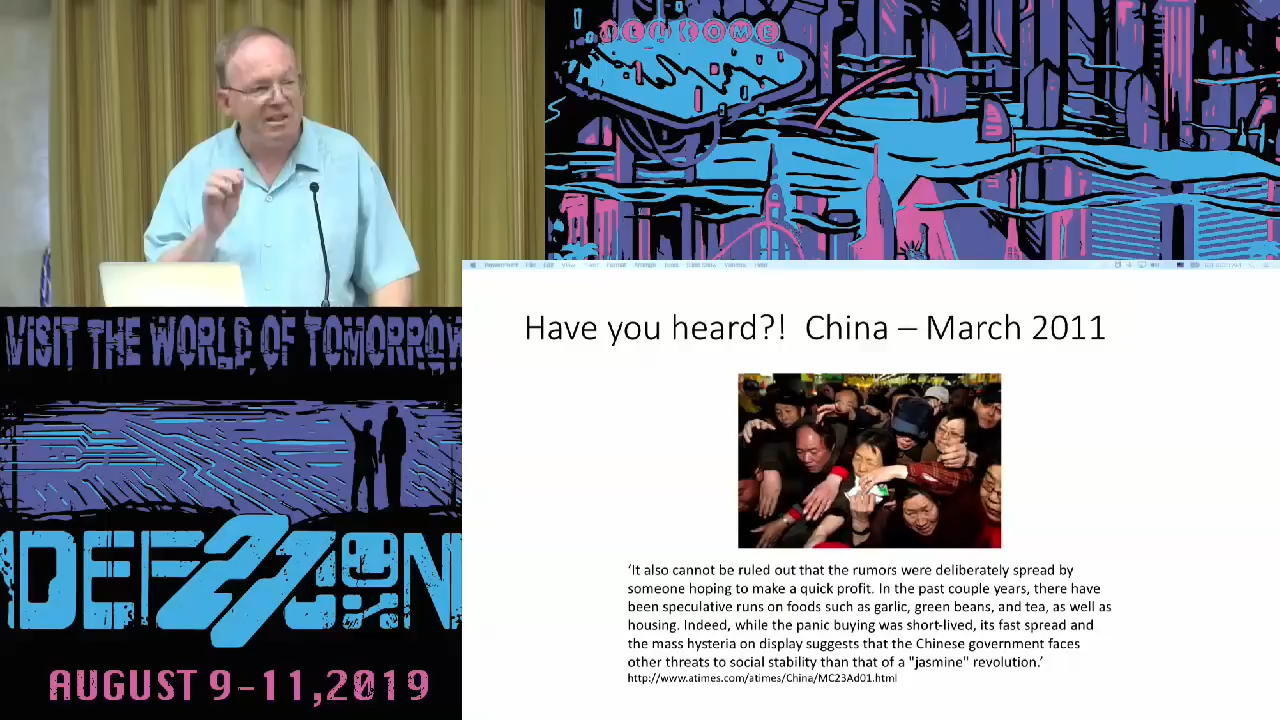 WELCOME
VISIT THE WORLD OF TOMORROW
DEF27CON
AUGUST 9-11,2019
Have you heard?! China – March 2011
‘It also cannot be ruled out that the rumors were deliberately spread by
someone hoping to make a quick profit. In the past couple years, there have
been speculative runs on foods such as garlic, green beans, and tea, as well as
housing. Indeed, while the panic buying was short-lived, its fast spread and
the mass hysteria on display suggests that the Chinese government faces
other threats to social stability than that of a "jasmine" revolution.’
http://www.atimes.com/atimes/China/MC23Ad01.html